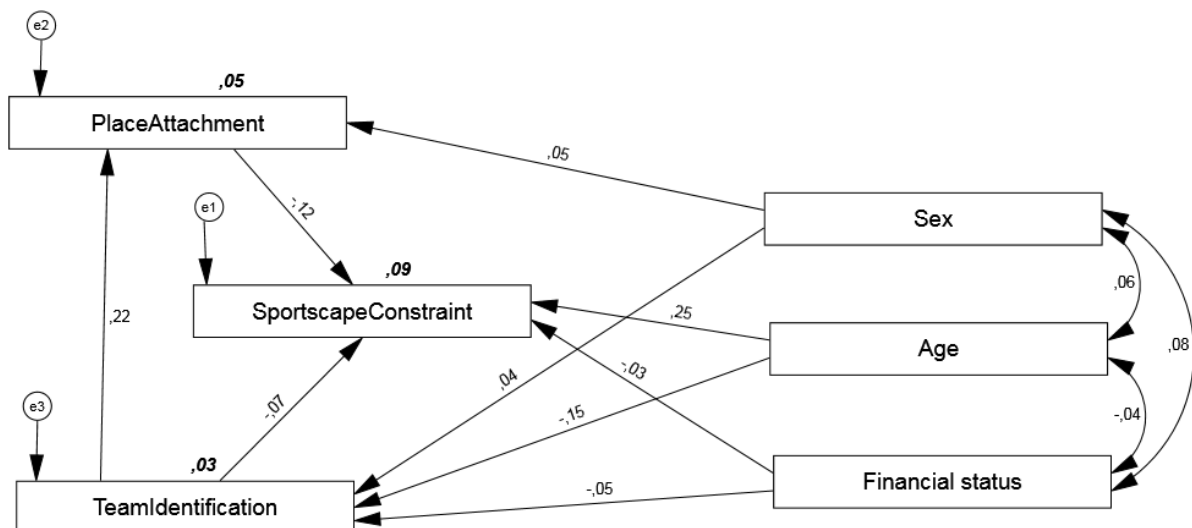 e2
,05
PlaceAttachment
,05
Sex
-,12
e1
,09
SportscapeConstraint
,06
,25
Age
,08
,22
-,03
,04
-,07
-,15
-,04
e3
,03
-,05
Financial status
TeamIdentification